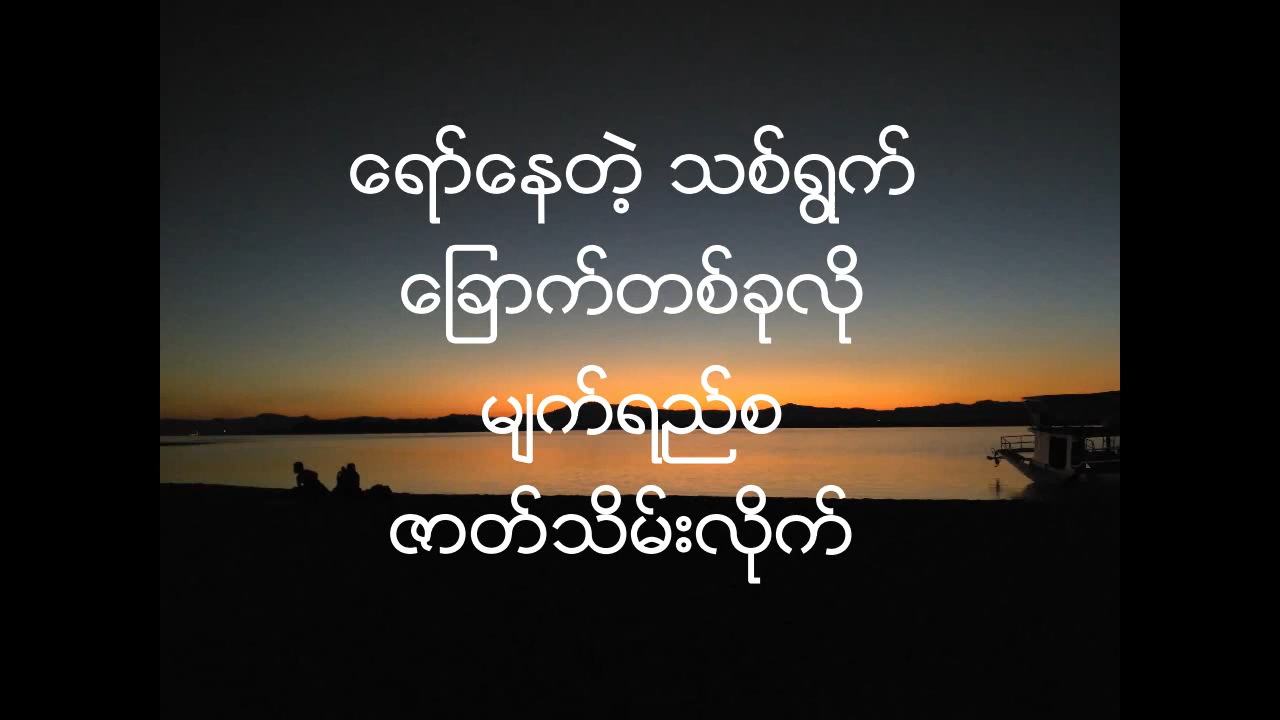 ရော်နေတဲ့ သစ်ရွက်
ခြောက်တစ်ခုလို
မျက်ရည်စ
ဇာတ်သိမ်းလိုက်